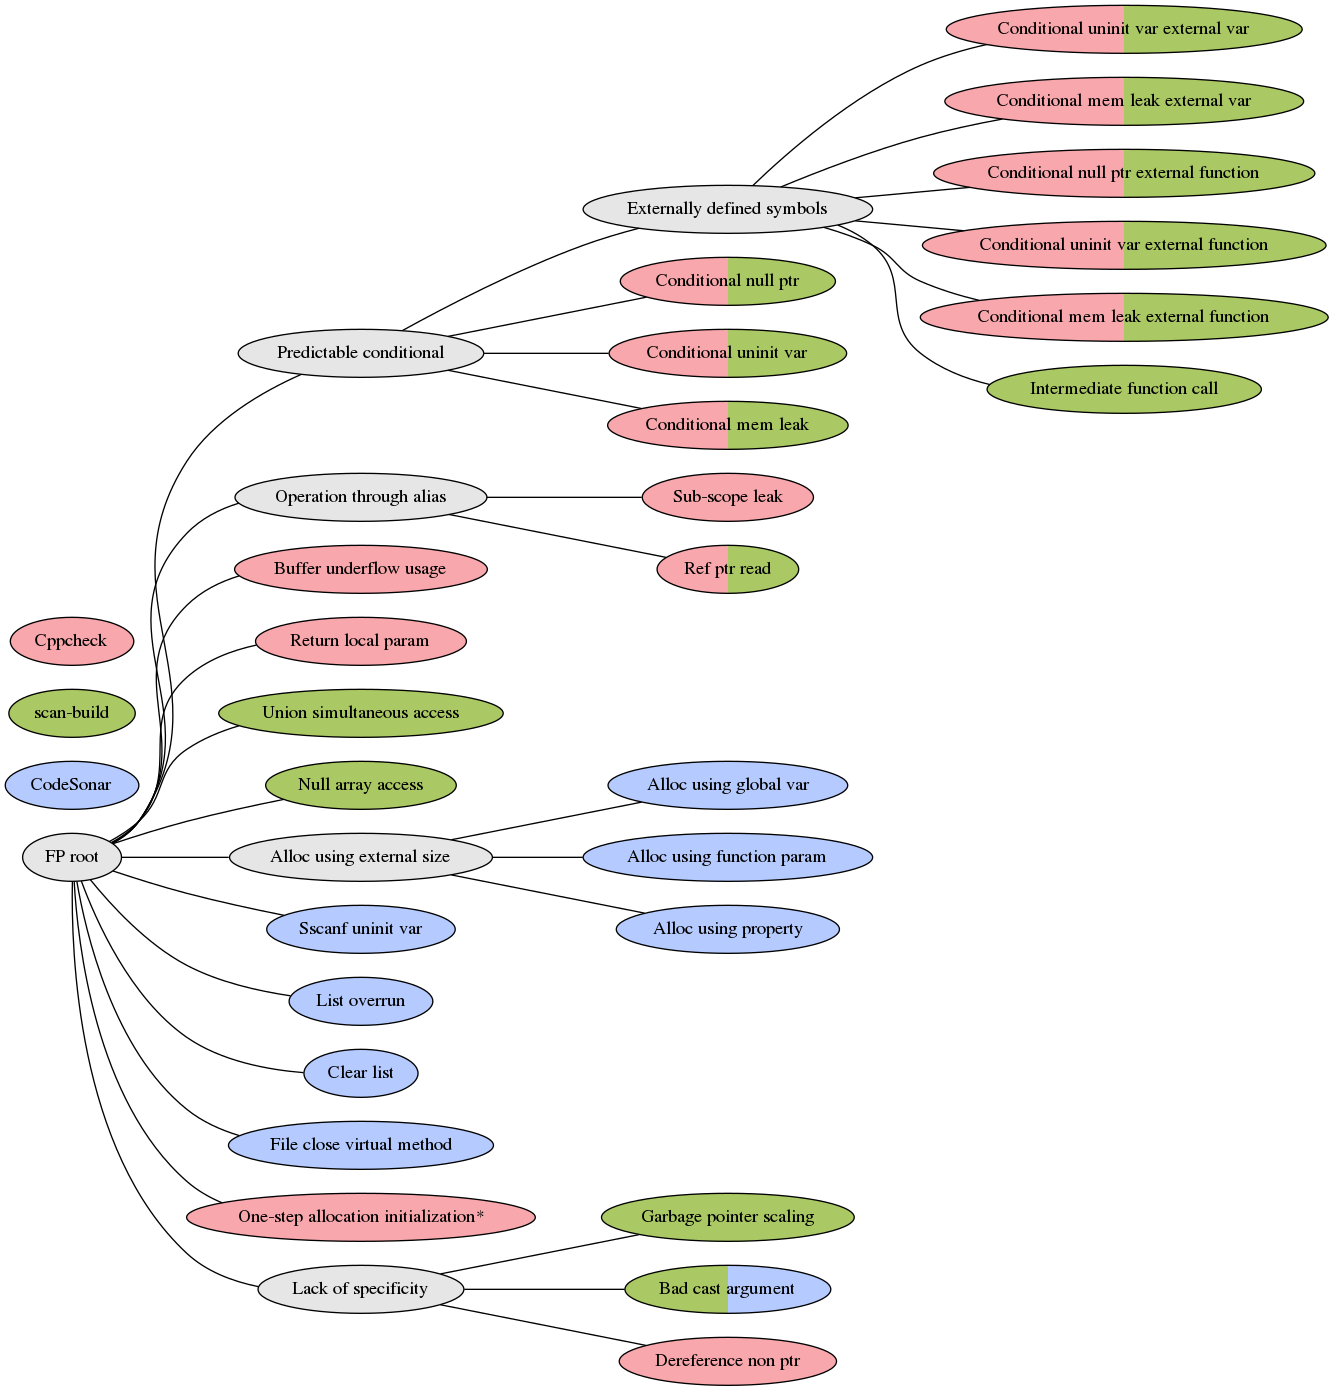 Conditional uninit var external var
Conditional mem leak external var
Conditional null ptr external function
Externally defined symbols
Conditional uninit var external function
Conditional null ptr
Conditional mem leak external function
Predictable conditional
Conditional uninit var
Intermediate function call
Conditional mem leak
Operation through alias
Sub-scope leak
Buffer underflow usage
Ref ptr read
Cppcheck
Return local param
scan-build
Union simultaneous access
CodeSonar
Null array access
Alloc using global var
FP root
Alloc using external size
Alloc using function param
Sscanf uninit var
Alloc using property
List overrun
Clear list
File close virtual method
One-step allocation initialization*
Garbage pointer scaling
Lack of specificity
Bad cast argument
Dereference non ptr